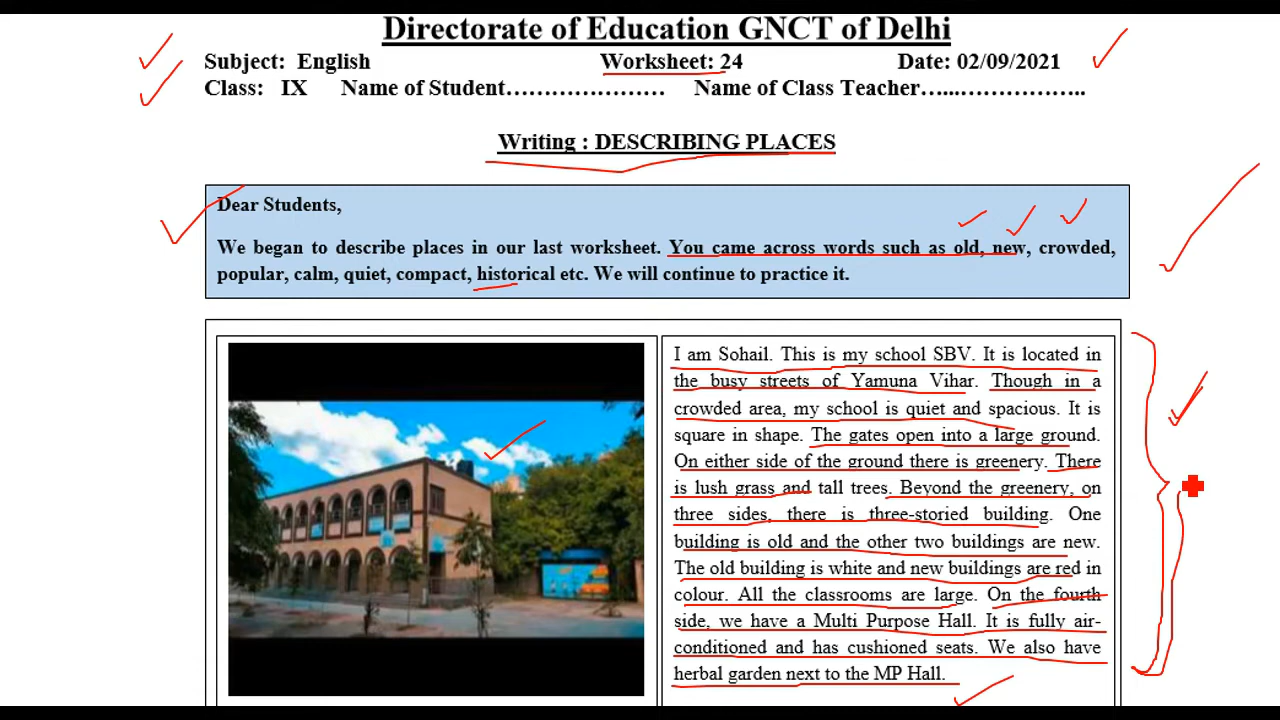 Directorate of Education GNCT of Delhi
Subject: English Worksheet: 24 Date: 02/09/2021
Class: IX Name of Student………………… Name of Class Teacher…...……………..
Writing : DESCRIBING PLACES
Dear Students,
We began to describe places in our last worksheet. You came across words such as old, new, crowded,
popular, calm, quiet, compact, historical etc. We will continue to practice it.
I am Sohail. This is my school SBV. It is located in
the busy streets of Yamuna Vihar. Though in a
crowded area, my school is quiet and spacious. It is
square in shape. The gates open into a large ground.
On either side of the ground there is greenery. There
is lush grass and tall trees. Beyond the greenery, on
three sides, there is three-storied building. One
building is old and the other two buildings are new.
The old building is white and new buildings are red in
colour. All the classrooms are large. On the fourth
side, we have a Multi Purpose Hall. It is fully air-
conditioned and has cushioned seats. We also have
herbal garden next to the MP Hall.